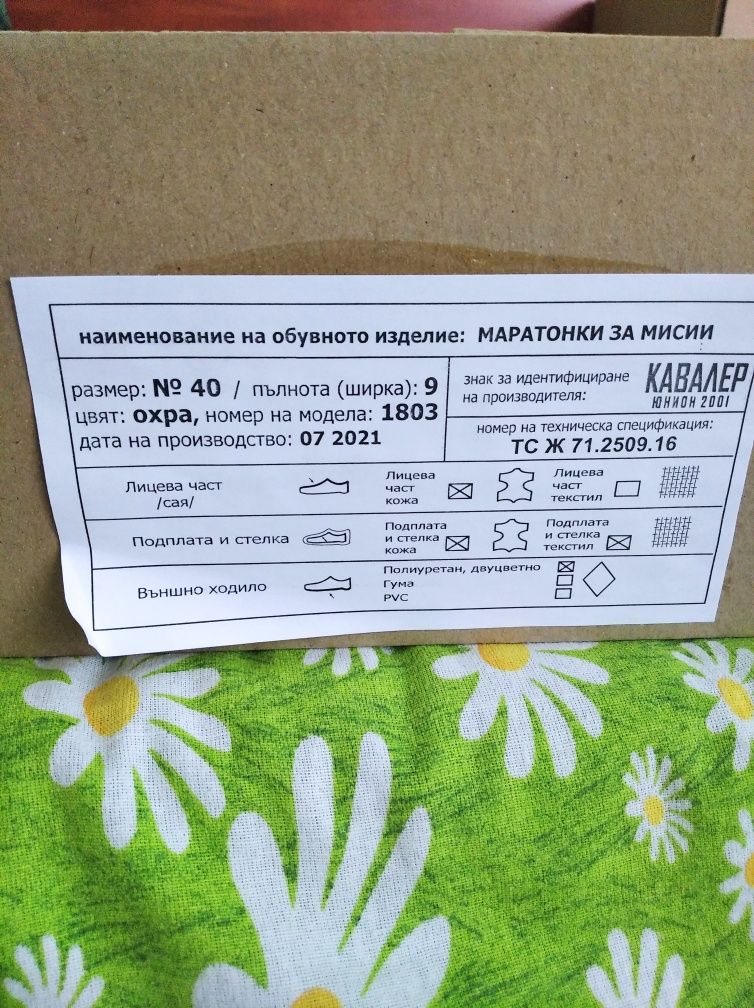 наименование на обувното изделие: МАРАТОНКИ ЗА МИСИИ
размер: № 40 / пълнота (ширка): 9
цвят: охра, номер на модела: 1803
дата на производство: 07 2021
знак за идентифициране
на производителя:
КАВАЛЕР
ЮНИОН 2001
номер на техническа спецификация:
ТС Ж 71.2509.16
Лицева част
/сая/
Лицева
част
кожа
Лицева
част
текстил
Подплата и стелка
Подплата
и стелка
кожа
Подплата
и стелка
текстил
Външно ходило
Полиуретан, двуцветно
Гума
PVC